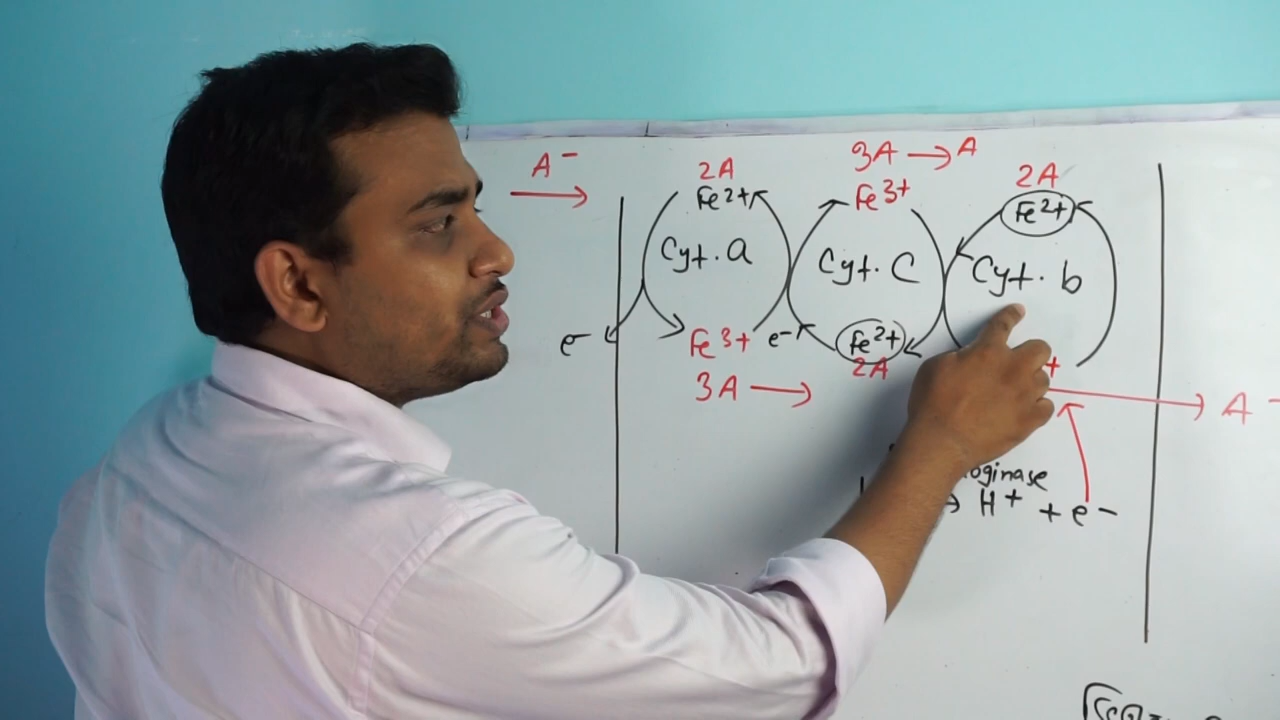 A⁻
2A
3A → A
2A
Fe²⁺
Fe³⁺
Fe²⁺
Cyt. a
Cyt. C
Cyt. b
e⁻
Fe³⁺
e⁻
Fe²⁺
+
3A →
2A
A
H⁺ + e⁻